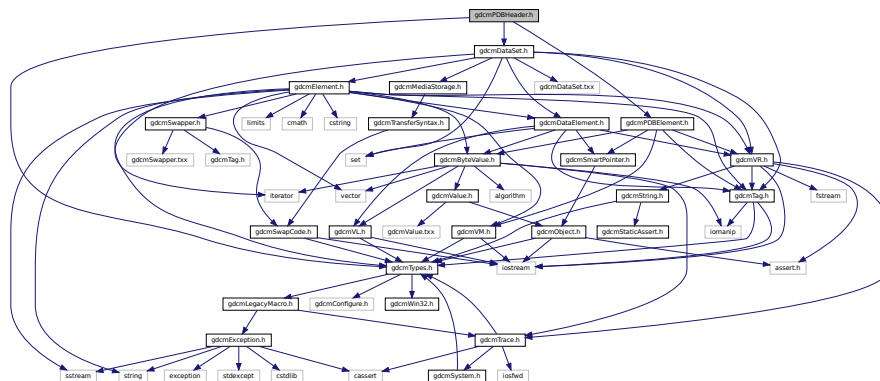 gdcmPDBHeader.h
gdcmDataSet.h
gdcmElement.h
gdcmMediaStorage.h
gdcmDataSet.txx
gdcmSwapper.h
limits
cmath
cstring
gdcmTransferSyntax.h
gdcmDataElement.h
gdcmPDBElement.h
gdcmSwapper.txx
gdcmTag.h
set
gdcmByteValue.h
gdcmSmartPointer.h
gdcmVR.h
iterator
vector
gdcmValue.h
algorithm
gdcmString.h
gdcmTag.h
fstream
gdcmSwapCode.h
gdcmVL.h
gdcmValue.txx
gdcmVM.h
gdcmObject.h
gdcmStaticAssert.h
iomanip
gdcmTypes.h
iostream
assert.h
gdcmLegacyMacro.h
gdcmConfigure.h
gdcmWin32.h
gdcmException.h
gdcmTrace.h
sstream
string
exception
stdexcept
cstdlib
cassert
gdcmSystem.h
iosfwd